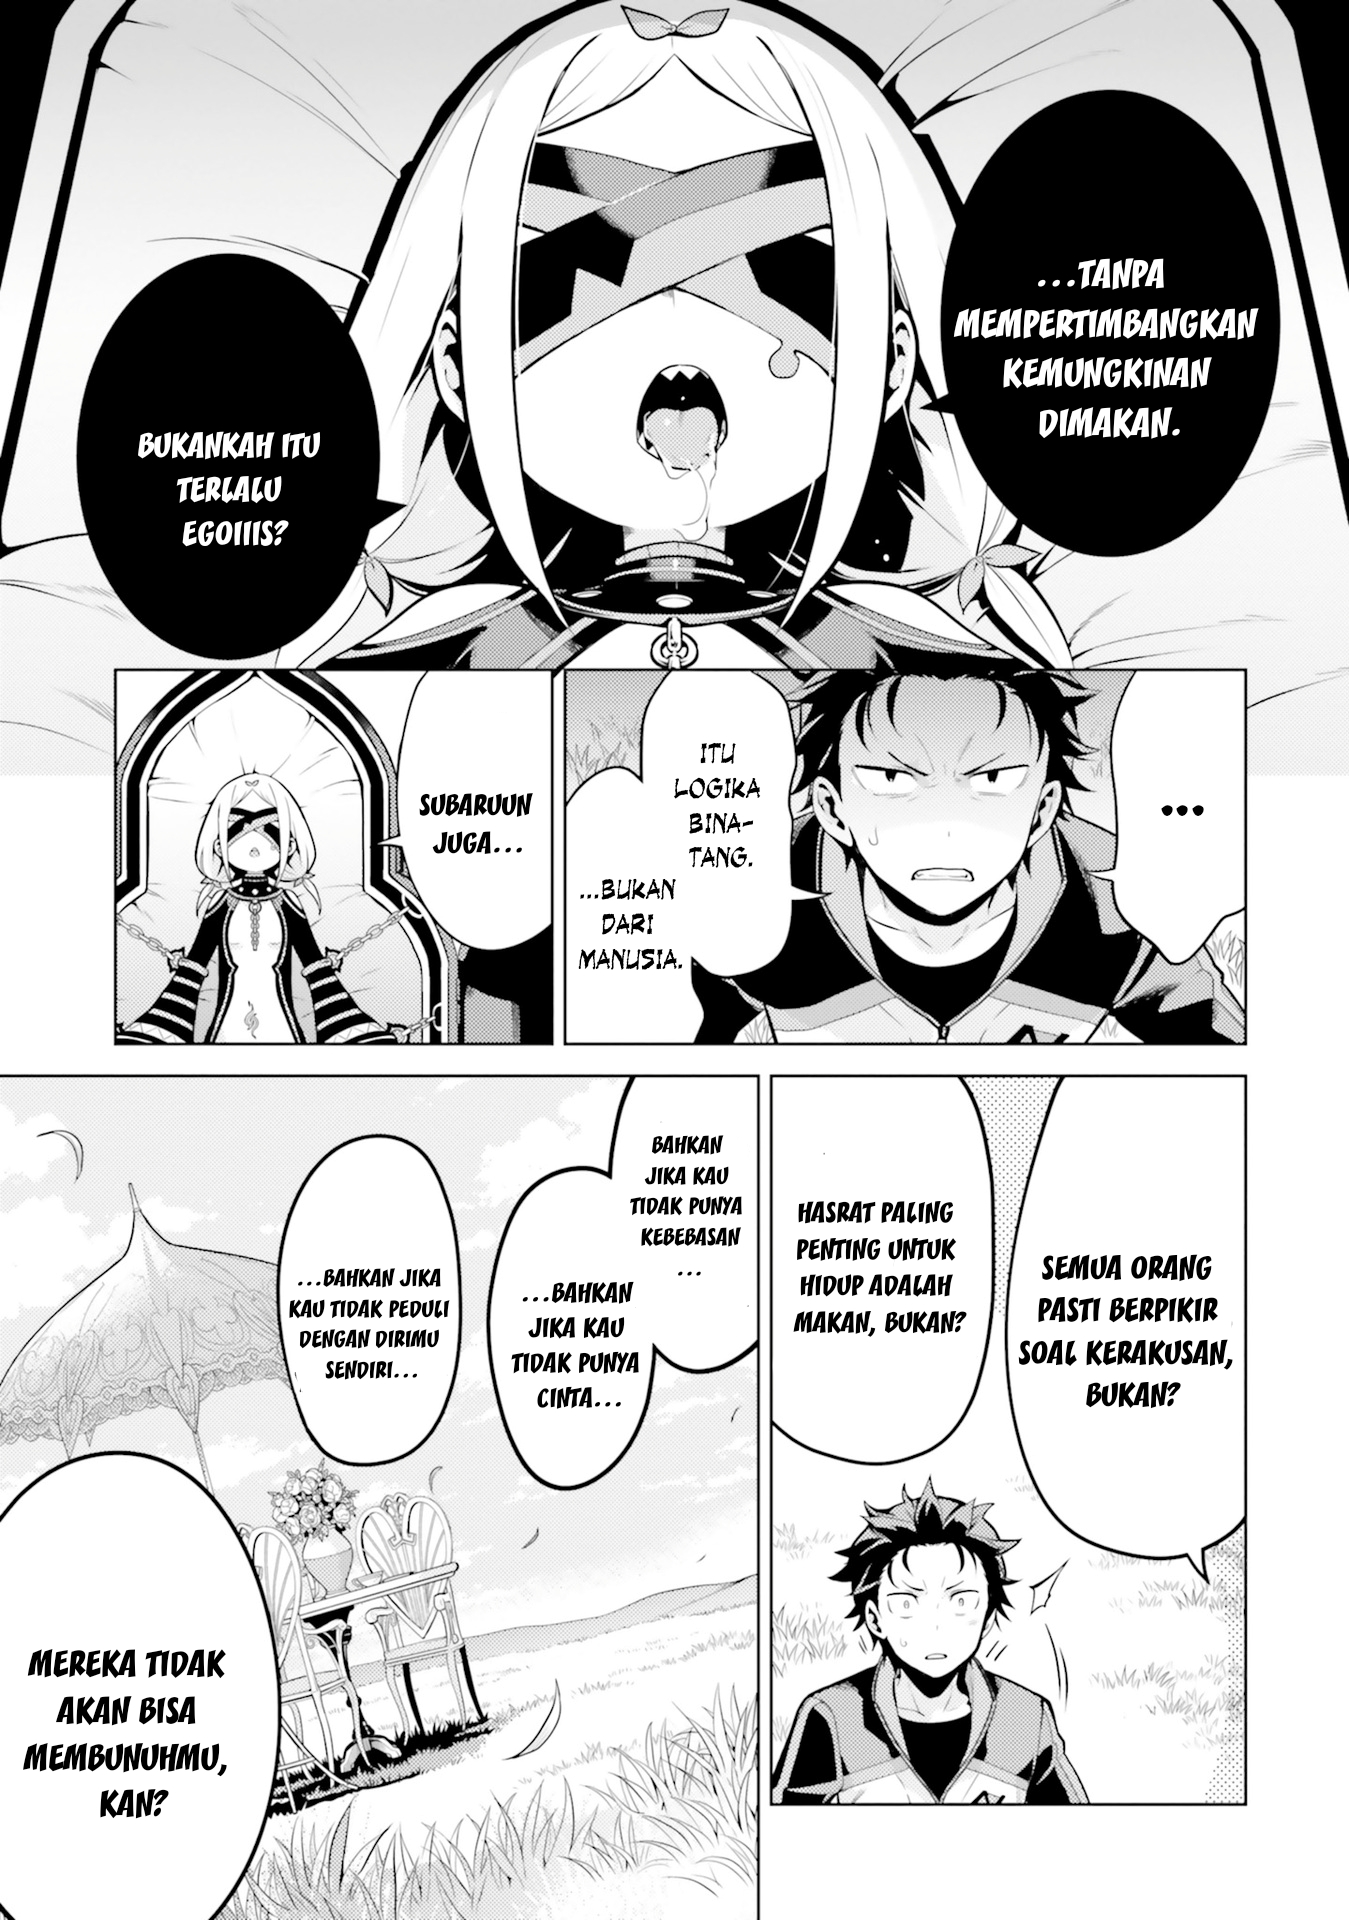 ...TANPA
MEMPERTIMBANGKAN
KEMUNGKINAN
DIMAKAN.
BUKANKAH ITU
TERLALU
EGOIIIS?
...
ITU
LOGIKA
BINA-
TANG.
...BUKAN
DARI
MANUSIA.
SUBARUUN
JUGA...
SEMUA ORANG
PASTI BERPIKIR
SOAL KERAKUSAN,
BUKAN?
HASRAT PALING
PENTING UNTUK
HIDUP ADALAH
MAKAN, BUKAN?
BAHKAN
JIKA KAU
TIDAK PUNYA
KEBEBASAN
...
...BAHKAN
JIKA KAU
TIDAK PUNYA
CINTA...
...BAHKAN JIKA
KAU TIDAK PEDULI
DENGAN DIRIMU
SENDIRI...
MEREKA TIDAK
AKAN BISA
MEMBUNUHMU,
KAN?